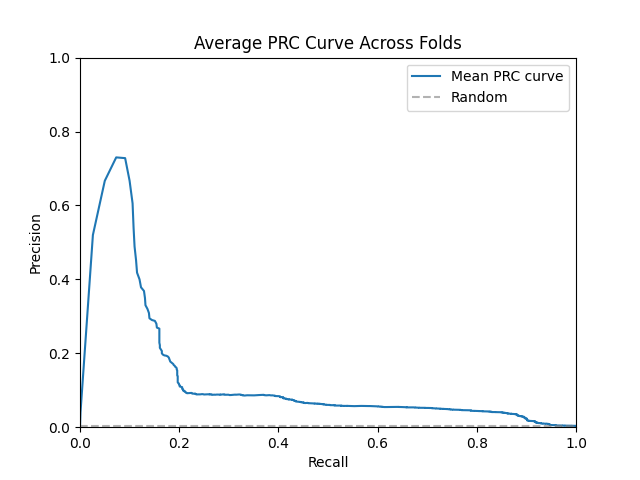 Average PRC Curve Across Folds
1.0
0.8
0.6
0.4
0.2
0.0
Precision
Mean PRC curve
Random
0.0 0.2 0.4 0.6 0.8 1.0
Recall